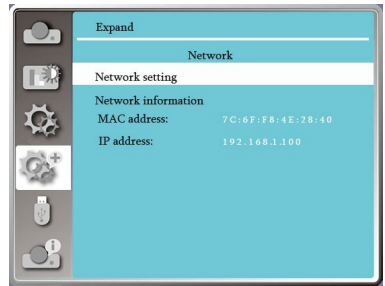 Expand
Network
Network setting
Network information
MAC address: 7C:6F:F8:4E:28:40
IP address: 192.168.1.100